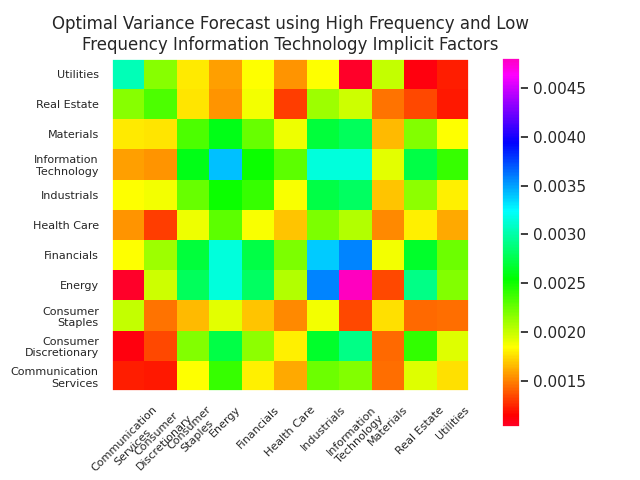 Optimal Variance Forecast using High Frequency and Low
Frequency Information Technology Implicit Factors
Utilities
Real Estate
Materials
Information
Technology
Industrials
Health Care
Financials
Energy
Consumer
Staples
Consumer
Discretionary
Communication
Services
Communication
Services
Consumer
Discretionary
Consumer
Staples
Energy
Financials
Health Care
Industrials
Information
Technology
Materials
Real Estate
Utilities
0.0045
0.0040
0.0035
0.0030
0.0025
0.0020
0.0015